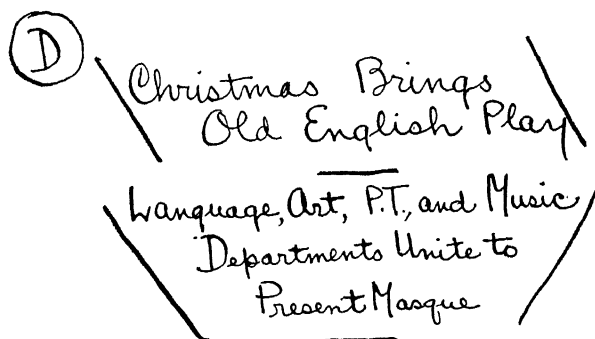 D
Christmas Brings
Old English Play
Language, Art, P.T., and Music
Departments Unite to
Present Masque